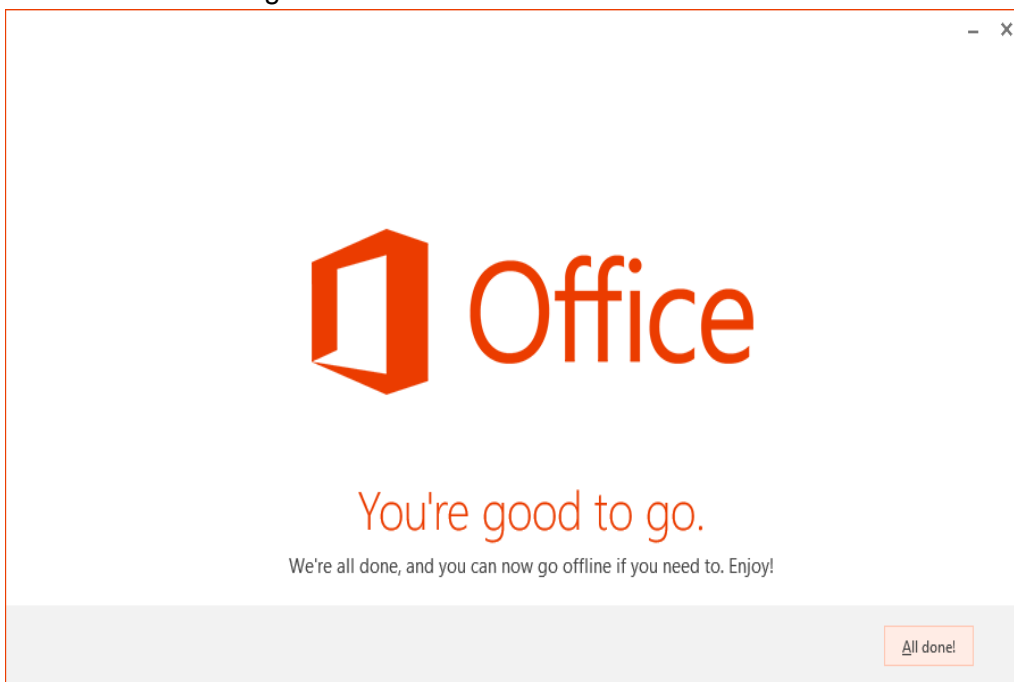 Office
You're good to go.
We're all done, and you can now go offline if you need to. Enjoy!
All done!